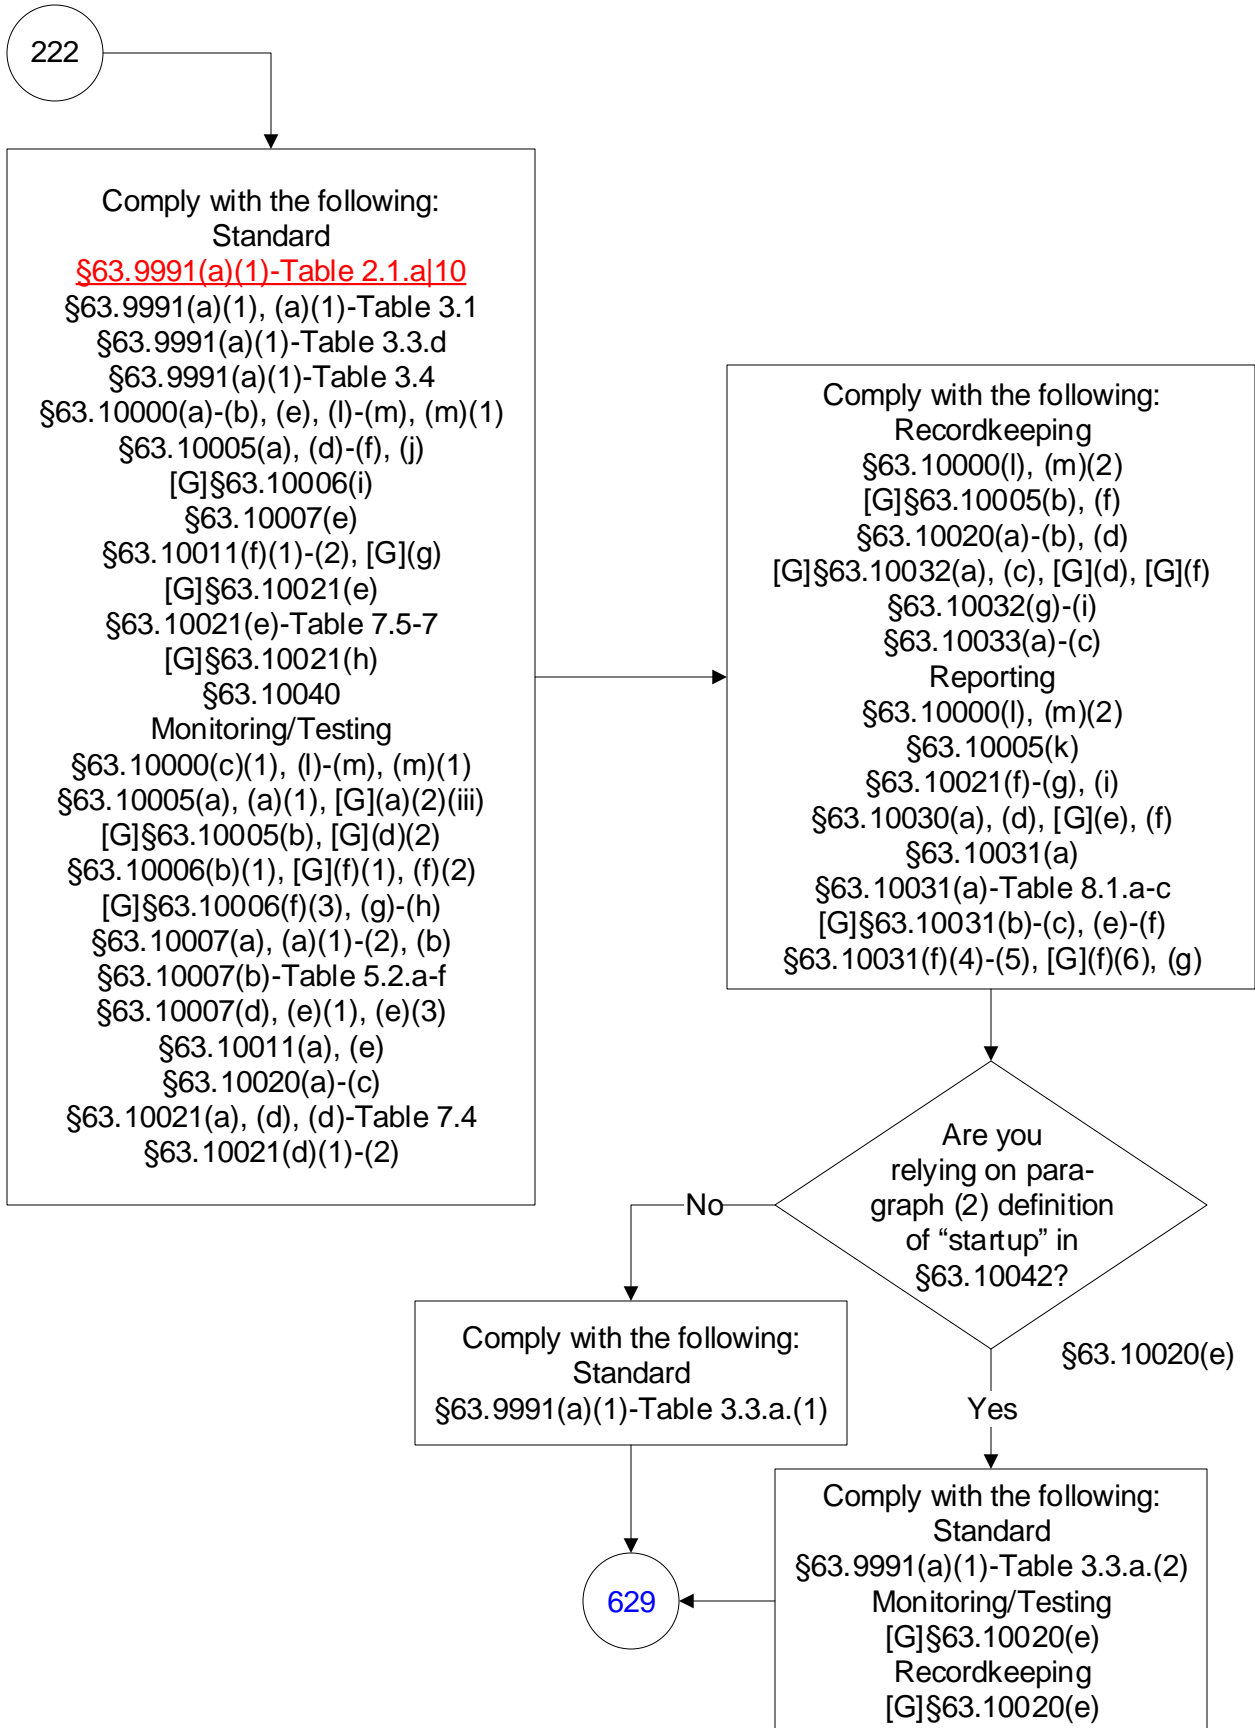 222
Comply with the following:
Standard
§63.9991(a)(1)-Table 2.1.a|10
§63.9991(a)(1), (a)(1)-Table 3.1
§63.9991(a)(1)-Table 3.3.d
§63.9991(a)(1)-Table 3.4
§63.10000(a)-(b), (e), (l)-(m), (m)(1)
§63.10005(a), (d)-(f), (j)
[G]§63.10006(i)
§63.10007(e)
§63.10011(f)(1)-(2), [G](g)
[G]§63.10021(e)
§63.10021(e)-Table 7.5-7
[G]§63.10021(h)
§63.10040
Monitoring/Testing
§63.10000(c)(1), (l)-(m), (m)(1)
§63.10005(a), (a)(1), [G](a)(2)(iii)
[G]§63.10005(b), [G](d)(2)
§63.10006(b)(1), [G](f)(1), (f)(2)
[G]§63.10006(f)(3), (g)-(h)
§63.10007(a), (a)(1)-(2), (b)
§63.10007(b)-Table 5.2.a-f
§63.10007(d), (e)(1), (e)(3)
§63.10011(a), (e)
§63.10020(a)-(c)
§63.10021(a), (d), (d)-Table 7.4
§63.10021(d)(1)-(2)
Comply with the following:
Recordkeeping
§63.10000(l), (m)(2)
[G]§63.10005(b), (f)
§63.10020(a)-(b), (d)
[G]§63.10032(a), (c), [G](d), [G](f)
§63.10032(g)-(i)
§63.10033(a)-(c)
Reporting
§63.10000(l), (m)(2)
§63.10005(k)
§63.10021(f)-(g), (i)
§63.10030(a), (d), [G](e), (f)
§63.10031(a)
§63.10031(a)-Table 8.1.a-c
[G]§63.10031(b)-(c), (e)-(f)
§63.10031(f)(4)-(5), [G](f)(6), (g)
Are you
relying on para-
graph (2) definition
of “startup” in
§63.10042?
No
§63.10020(e)
Yes
Comply with the following:
Standard
§63.9991(a)(1)-Table 3.3.a.(1)
Comply with the following:
Standard
§63.9991(a)(1)-Table 3.3.a.(2)
Monitoring/Testing
[G]§63.10020(e)
Recordkeeping
[G]§63.10020(e)
629